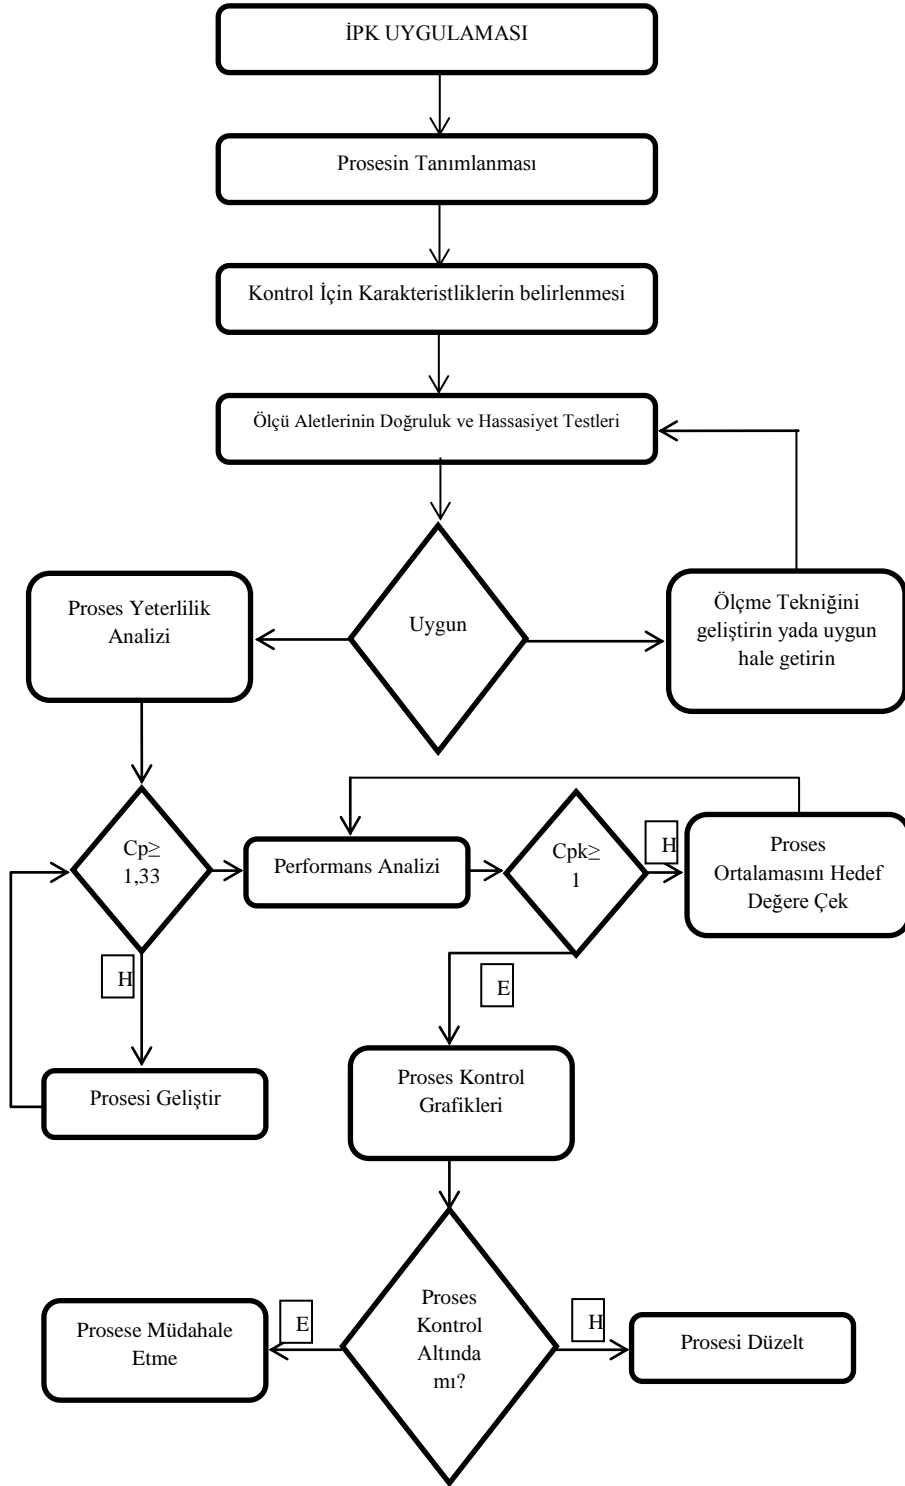 İPK UYGULAMASI
Prosesin Tanımlanması
Kontrol İçin Karakteristliklerin belirlenmesi
Ölçü Aletlerinin Doğruluk ve Hassasiyet Testleri
Proses Yeterlilik
Analizi
Uygun
Ölçme Tekniğini
geliştirin yada uygun
hale getirin
Cp≥
1,33
Performans Analizi
Cpk≥
1
H
Proses
Ortalamasını Hedef
Değere Çek
H
E
Prosesi Geliştir
Proses Kontrol
Grafikleri
Prosese Müdahale
Etme
E
Proses
Kontrol
Altında
mı?
H
Prosesi Düzelt